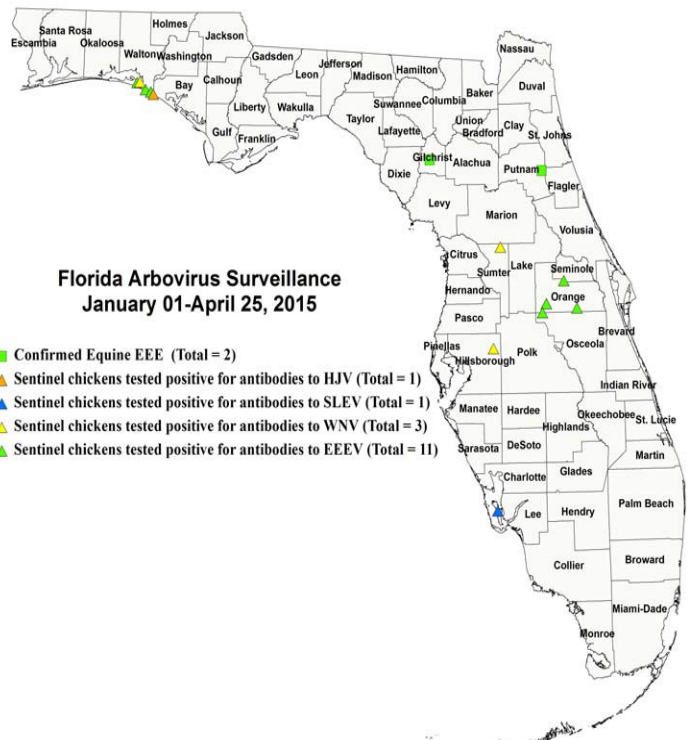 Holmes
Santa Rosa
Jackson
Escambia
Okaloosa
Walton
Washington
Nassau
Gadsden
Jefferson
Hamilton
Leon
Madison
Calhoun
Bay
Baker
Duval
Suwannee
Columbia
Liberty
Wakulla
Taylor
Union
Bradford
Clay
St. Johns
Lafayette
Gulf
Franklin
Gilchrist
Alachua
Putnam
Dixie
Flagler
Levy
Marion
Volusia
Citrus
Lake
Sumter
Seminole
Hernando
Orange
Pasco
Brevard
Osceola
Pinellas
Polk
Hillsborough
Indian River
Manatee
Hardee
Okeechobee
St. Lucie
Highlands
Sarasota
DeSoto
Martin
Charlotte
Glades
Palm Beach
Lee
Hendry
Collier
Broward
Miami-Dade
Monroe
Florida Arbovirus Surveillance
January 01-April 25, 2015
Confirmed Equine EEE (Total = 2)
Sentinel chickens tested positive for antibodies to HJV (Total = 1)
Sentinel chickens tested positive for antibodies to SLEV (Total = 1)
Sentinel chickens tested positive for antibodies to WNV (Total = 3)
Sentinel chickens tested positive for antibodies to EEEV (Total = 11)